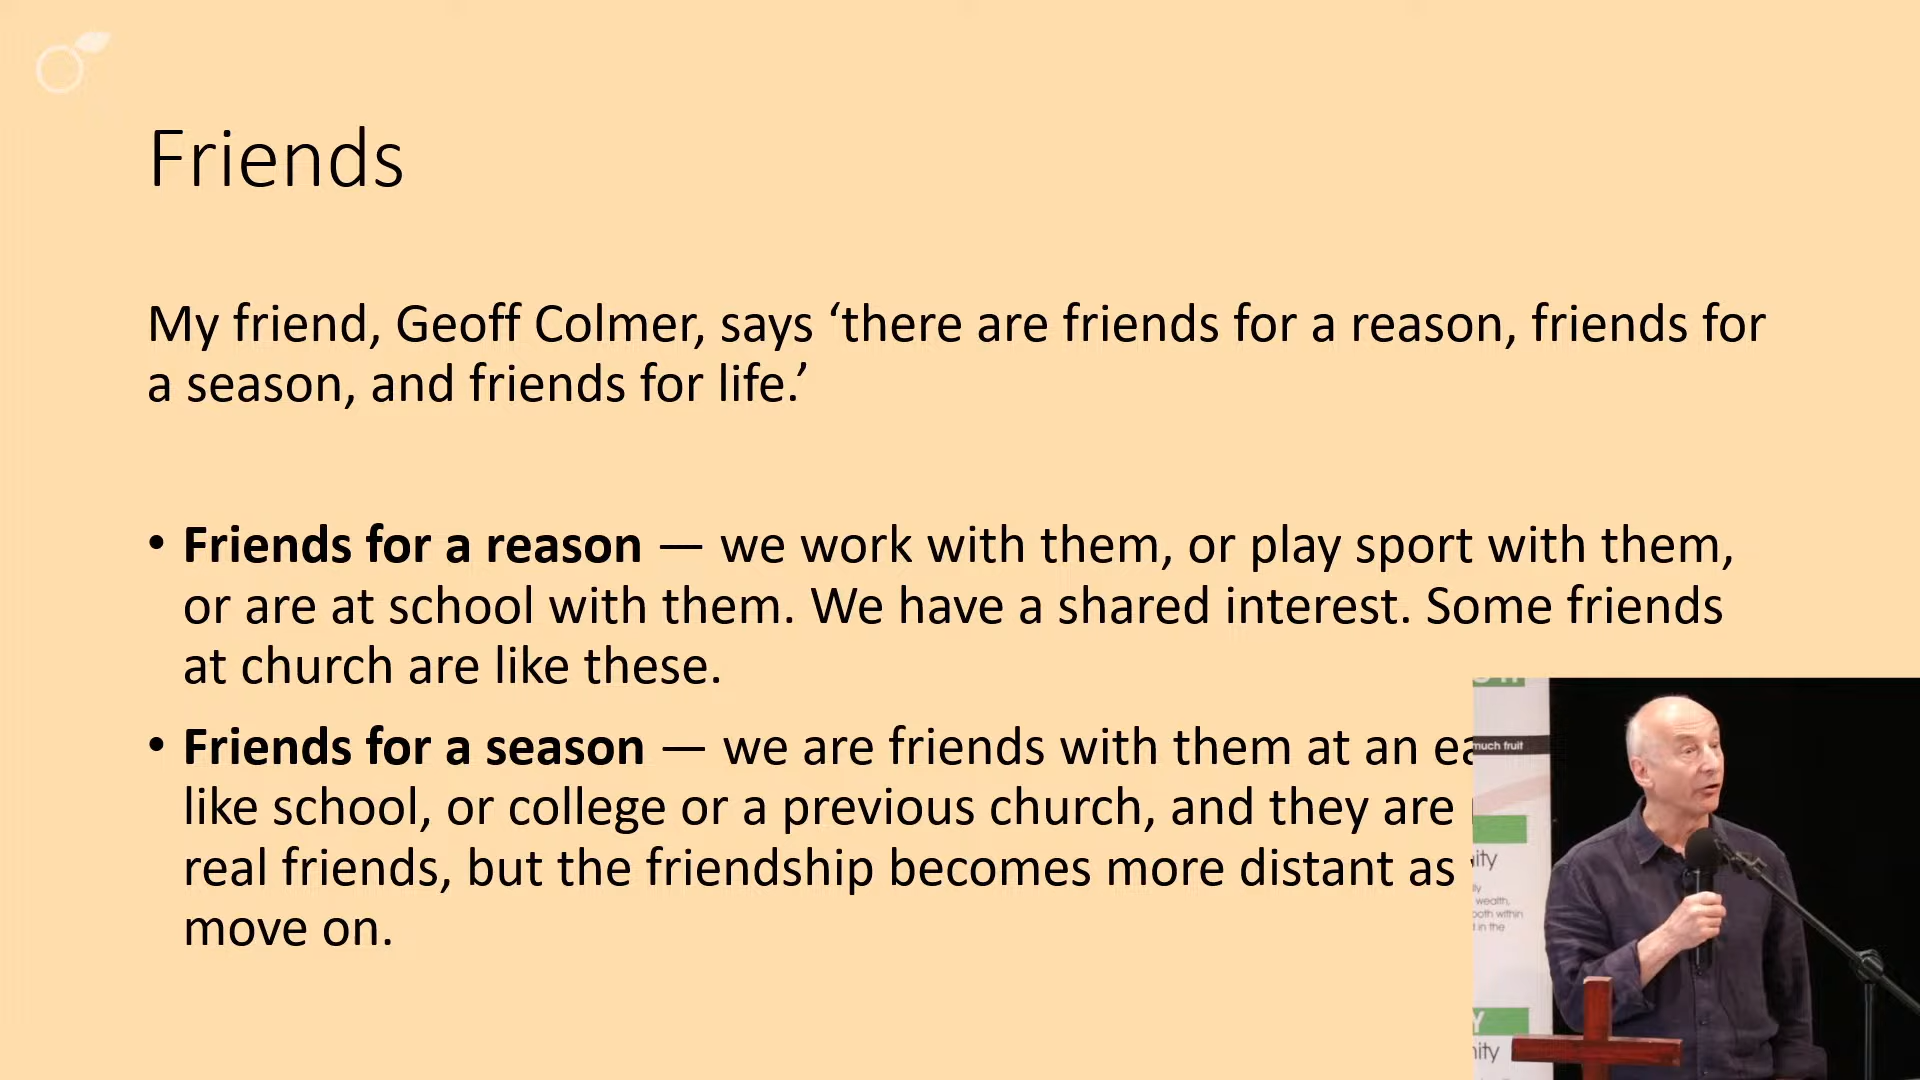 Friends
My friend, Geoff Colmer, says ‘there are friends for a reason, friends for
a season, and friends for life.’
• Friends for a reason — we work with them, or play sport with them,
or are at school with them. We have a shared interest. Some friends
at church are like these.
• Friends for a season — we are friends with them at an
like school, or college or a previous church, and they are
real friends, but the friendship becomes more distant as
move on.
much fruit
wealth,
both within
in the